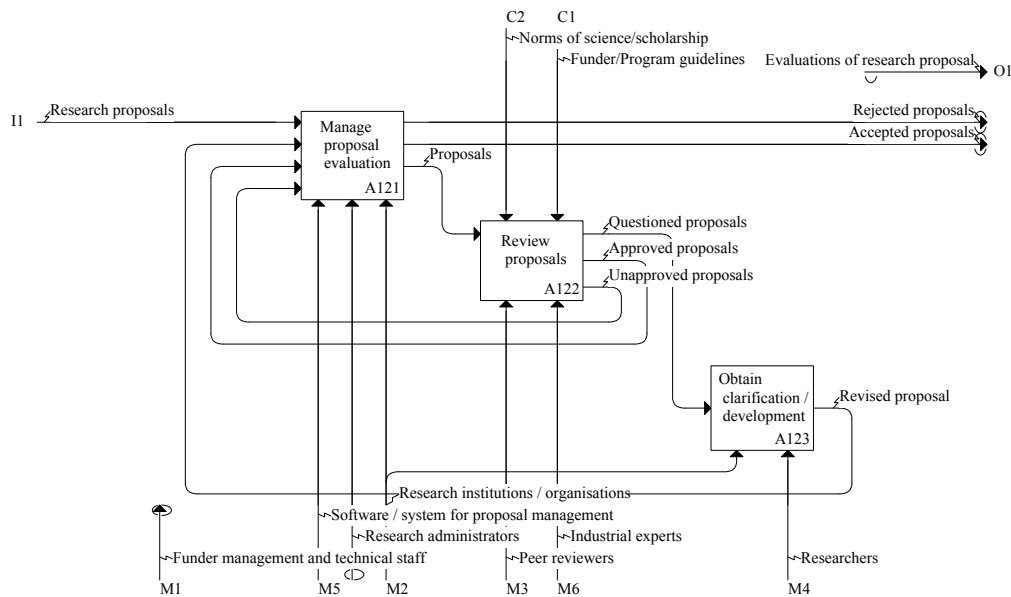 C2
C1
Norms of science/scholarship
Funder/Program guidelines
Evaluations of research proposal
O1
I1
Research proposals
Rejected proposals
Accepted proposals
Manage
proposal
evaluation
A121
Proposals
Review
proposals
A122
Questioned proposals
Approved proposals
Unapproved proposals
Obtain
clarification /
development
A123
Revised proposal
Research institutions / organisations
Software / system for proposal management
Research administrators
Industrial experts
Funder management and technical staff
Peer reviewers
Researchers
M1
M5
M2
M3
M6
M4